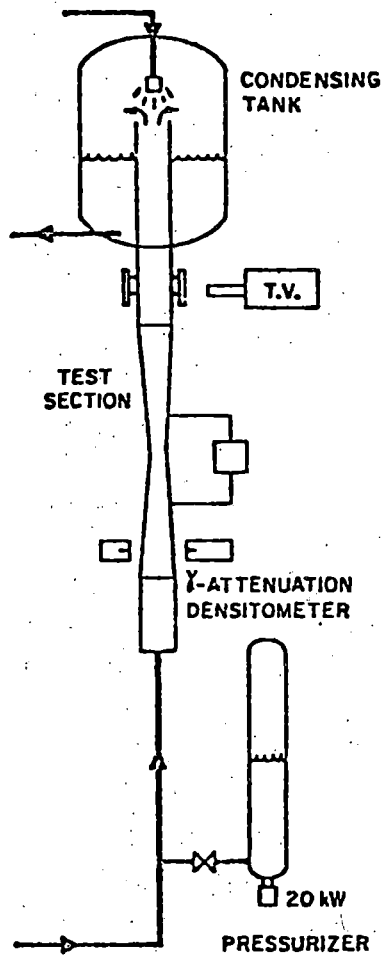 CONDENSING
TANK
T.V.
TEST
SECTION
γ-ATTENUATION
DENSITOMETER
20 kW
PRESSURIZER